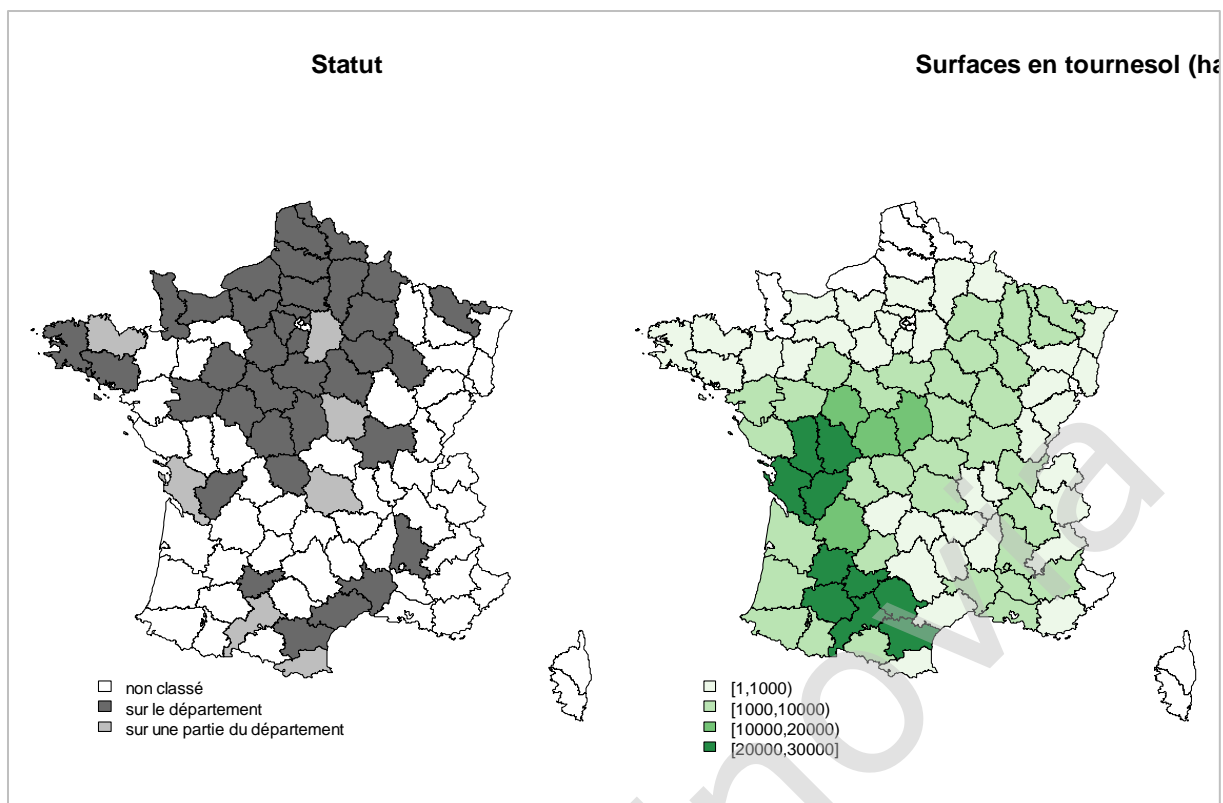 Statut
Surfaces en tournesol (ha
non classé
sur le département
sur une partie du département
[1,1000)
[1000,10000)
[10000,20000)
[20000,30000]
novia